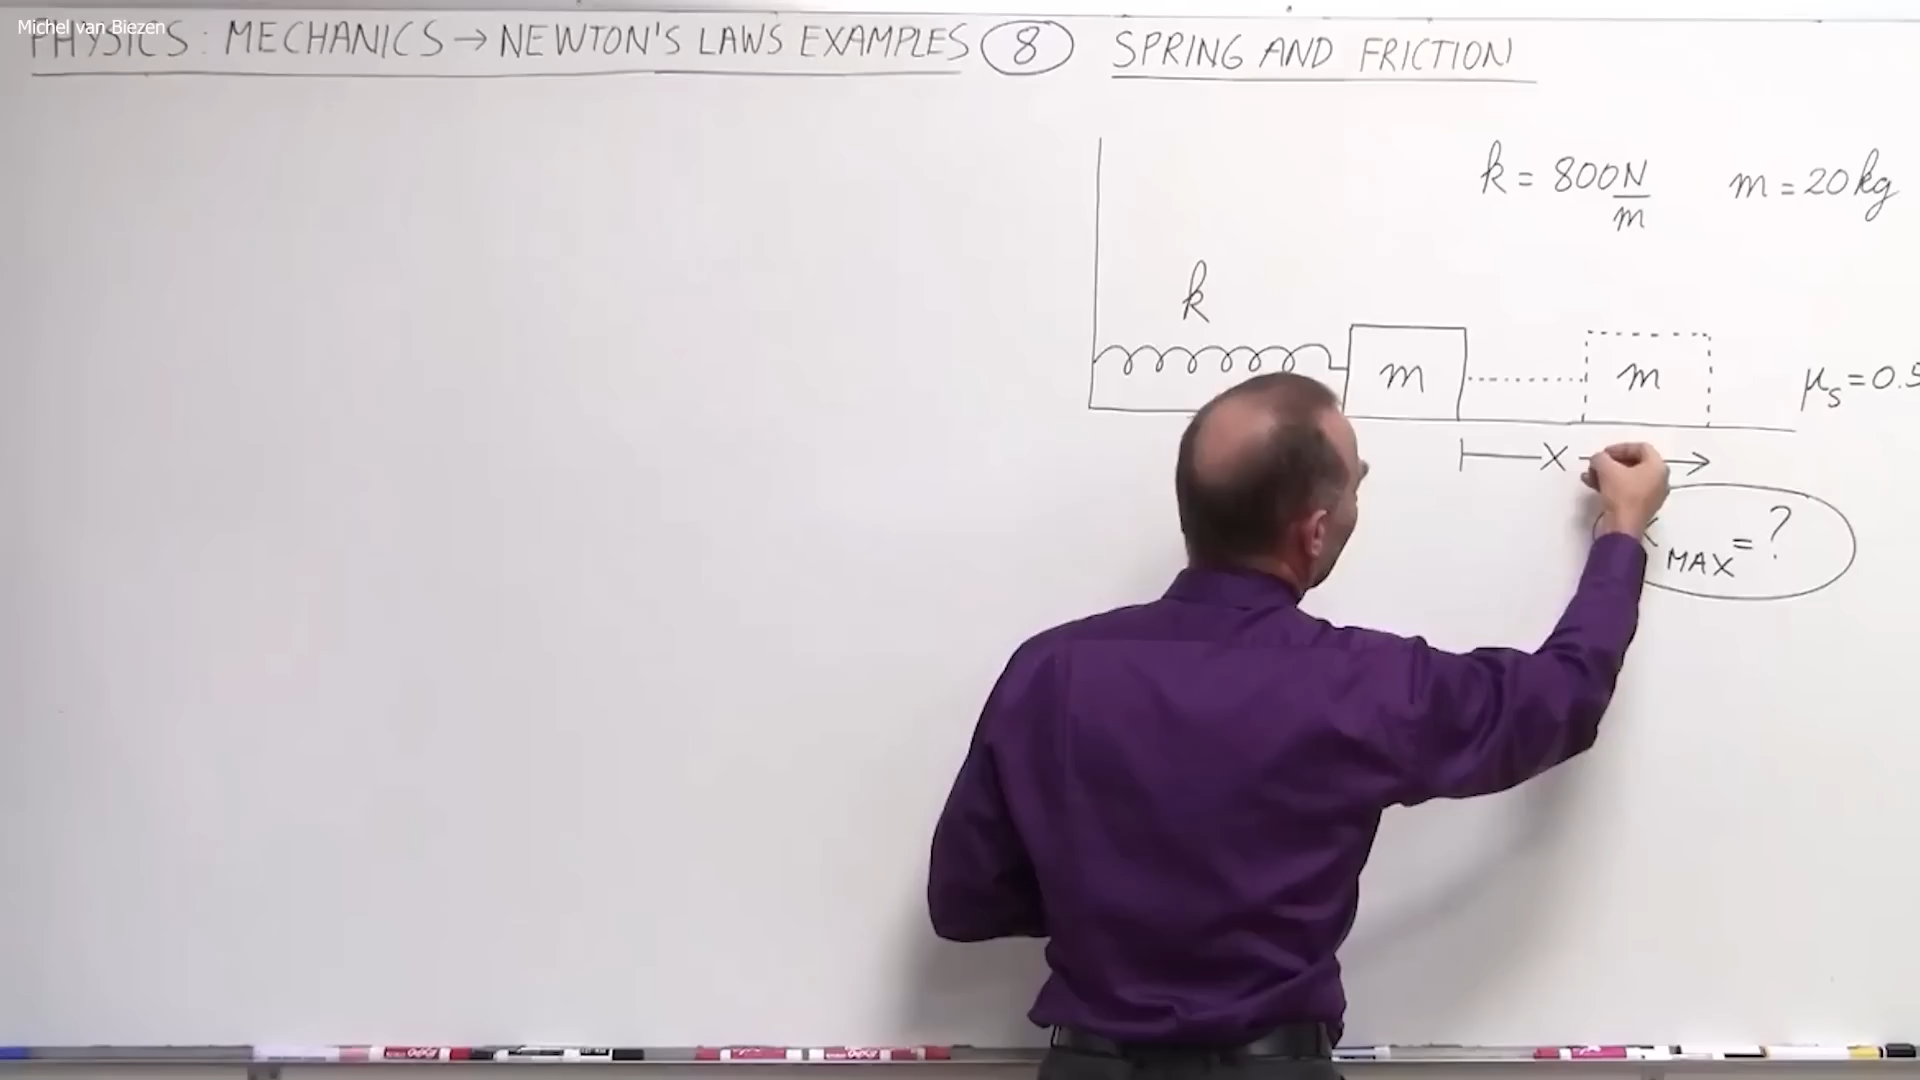 Michel van Biezen
PHYSICS: MECHANICS → NEWTON'S LAWS EXAMPLES 8 SPRING AND FRICTION
k = 800 N/m m = 20 kg
k
m m
μs = 0.5
X
MAX = ?